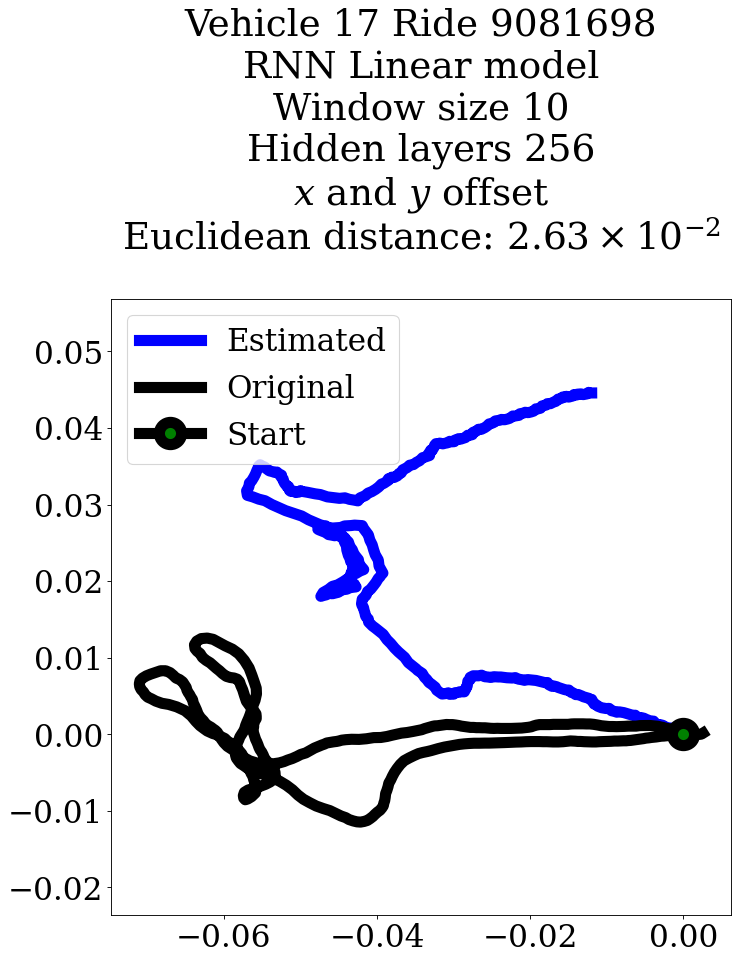 Vehicle 17 Ride 9081698
RNN Linear model
Window size 10
Hidden layers 256
x and y offset
Euclidean distance: 2.63 × 10⁻²
Estimated
Original
Start
0.05
0.04
0.03
0.02
0.01
0.00
−0.01
−0.02
−0.06 −0.04 −0.02 0.00